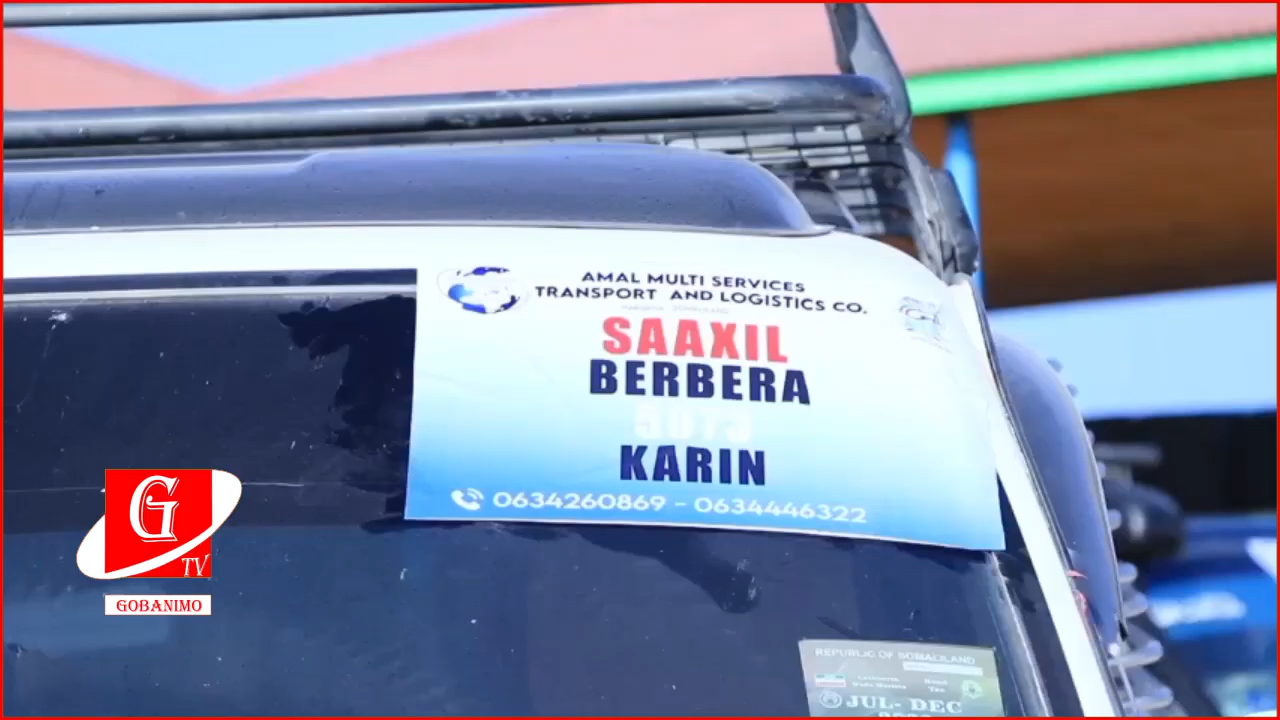 AMAL MULTI SERVICES
TRANSPORT AND LOGISTICS CO.
SAAXIL
BERBERA
KARIN
0634260869 - 0634446322
G
TV
GOBANIMO
REPUBLIC OF SOMALILAND
JUL- DEC